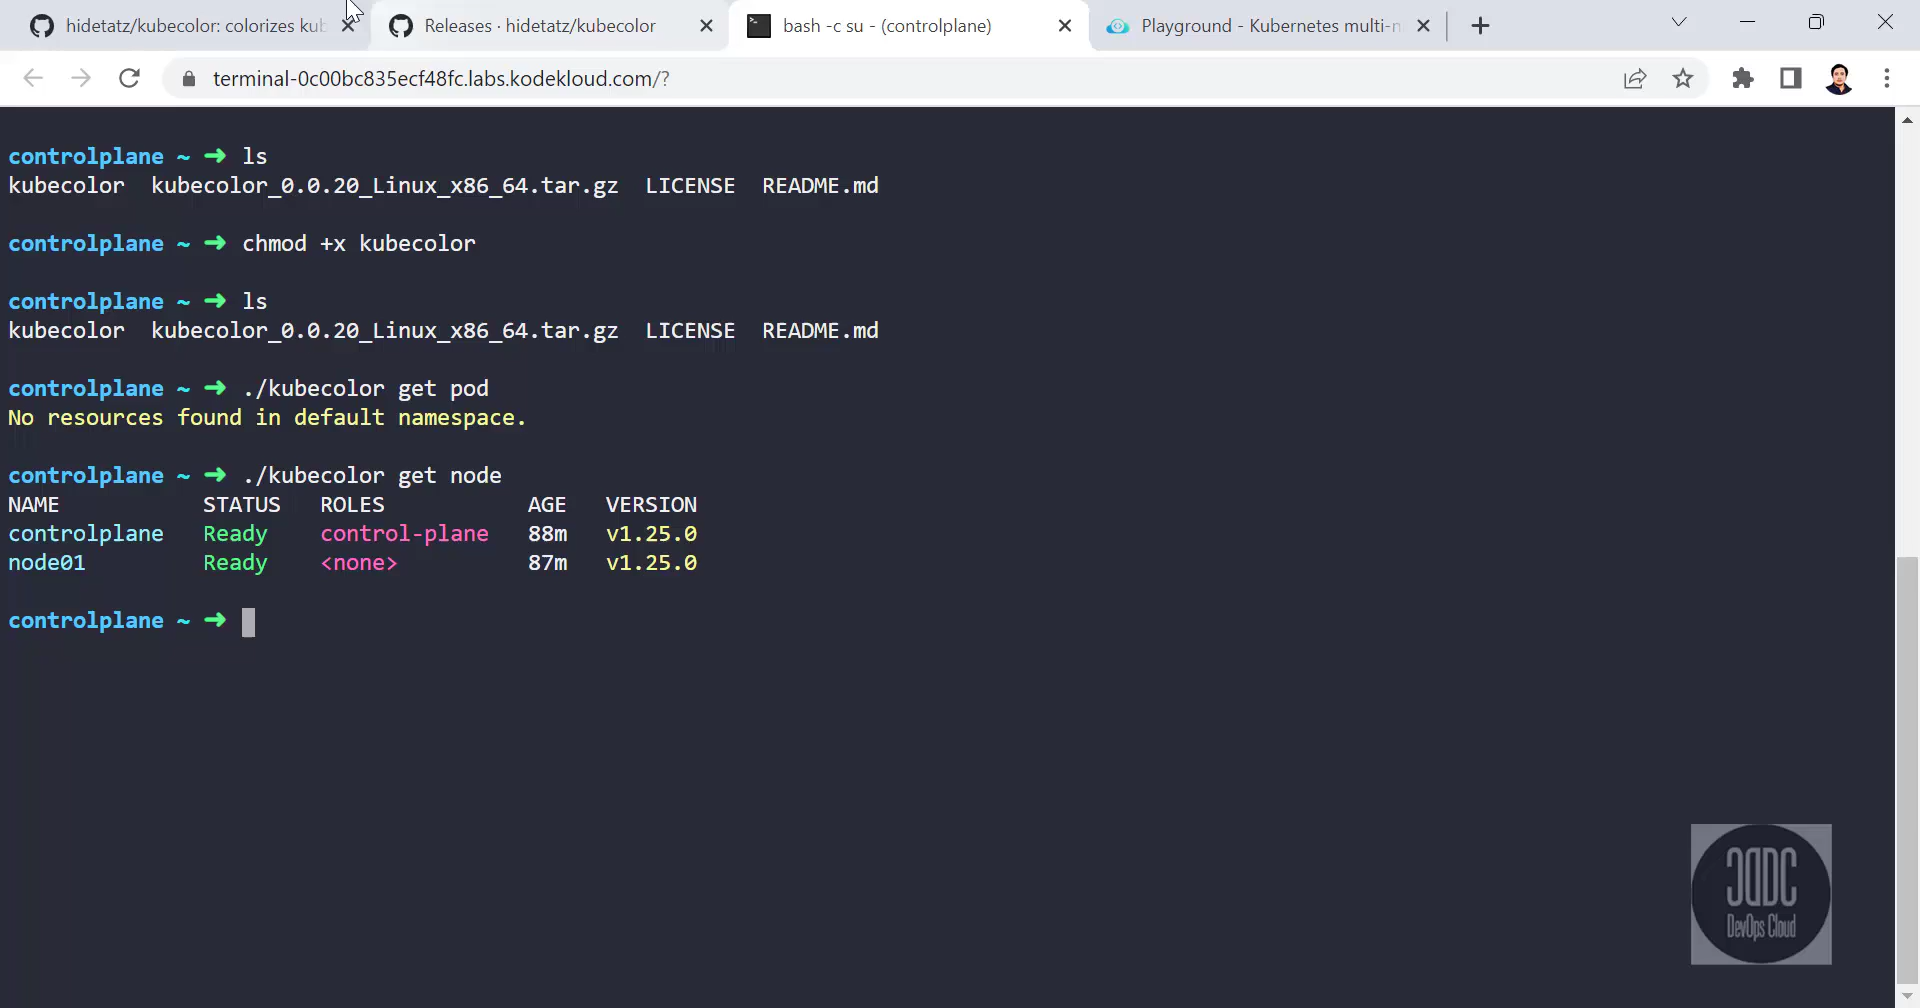 hidetatz/kubecolor: colorizes kub
Releases · hidetatz/kubecolor
bash -c su - (controlplane)
Playground - Kubernetes multi-n
terminal-0c00bc835ecf48fc.labs.kodekloud.com/?
controlplane ~ ➜ ls
kubecolor kubecolor_0.0.20_Linux_x86_64.tar.gz LICENSE README.md
controlplane ~ ➜ chmod +x kubecolor
controlplane ~ ➜ ls
kubecolor kubecolor_0.0.20_Linux_x86_64.tar.gz LICENSE README.md
controlplane ~ ➜ ./kubecolor get pod
No resources found in default namespace.
controlplane ~ ➜ ./kubecolor get node
NAME STATUS ROLES AGE VERSION
controlplane Ready control-plane 88m v1.25.0
node01 Ready <none> 87m v1.25.0
controlplane ~ ➜
DevOps Cloud